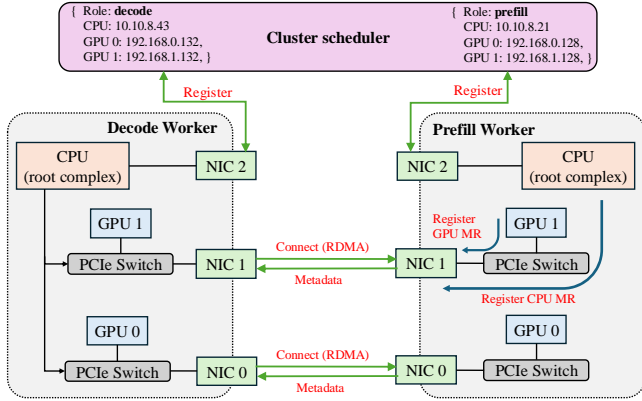 { Role: decode
CPU: 10.10.8.43
GPU 0: 192.168.0.132,
GPU 1: 192.168.1.132, }
Cluster scheduler
{ Role: prefill
CPU: 10.10.8.21
GPU 0: 192.168.0.128,
GPU 1: 192.168.1.128, }
Register
Register
Decode Worker
Prefill Worker
CPU
(root complex)
NIC 2
NIC 2
CPU
(root complex)
GPU 1
PCIe Switch
NIC 1
Connect (RDMA)
Metadata
NIC 1
Register
GPU MR
GPU 1
PCIe Switch
Register CPU MR
GPU 0
PCIe Switch
NIC 0
Connect (RDMA)
Metadata
NIC 0
GPU 0
PCIe Switch